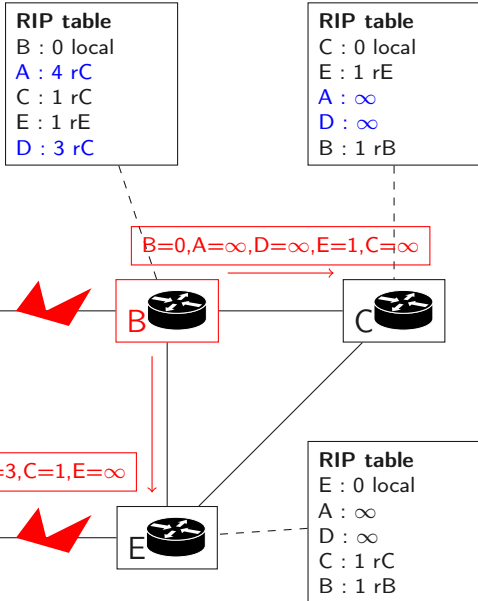 RIP table
B : 0 local
A : 4 rC
C : 1 rC
E : 1 rE
D : 3 rC
RIP table
C : 0 local
E : 1 rE
A : ∞
D : ∞
B : 1 rB
B=0,A=∞,D=∞,E=1,C=∞
B
C
=3,C=1,E=∞
E
RIP table
E : 0 local
A : ∞
D : ∞
C : 1 rC
B : 1 rB